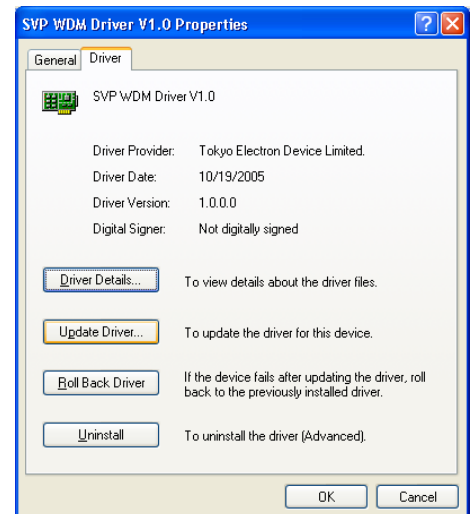 SVP WDM Driver V1.0 Properties
General Driver
SVP WDM Driver V1.0
Driver Provider: Tokyo Electron Device Limited.
Driver Date: 10/19/2005
Driver Version: 1.0.0.0
Digital Signer: Not digitally signed
Driver Details... To view details about the driver files.
Update Driver... To update the driver for this device.
Roll Back Driver If the device fails after updating the driver, roll
back to the previously installed driver.
Uninstall To uninstall the driver (Advanced).
OK Cancel